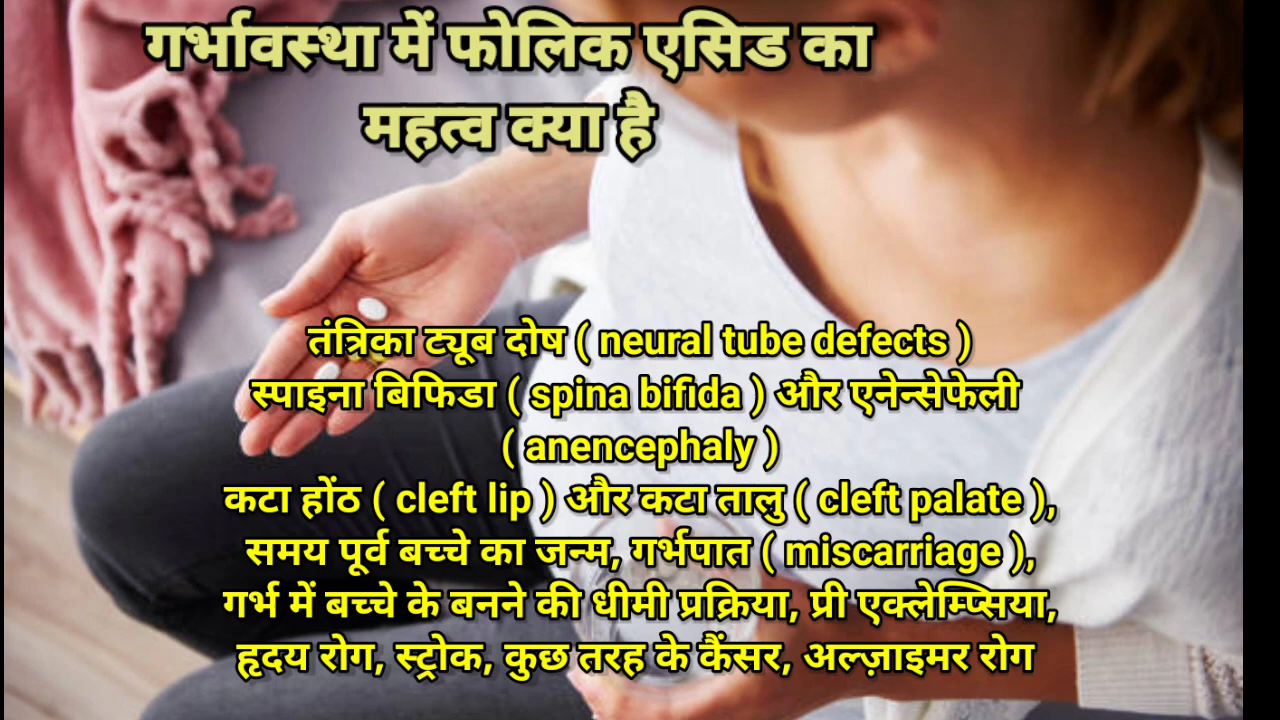 गर्भावस्था में फोलिक एसिड का
महत्व क्या है
तंत्रिका ट्यूब दोष ( neural tube defects )
स्पाइना बिफिडा ( spina bifida ) और एनेन्सेफेली
( anencephaly )
कटा होंठ ( cleft lip ) और कटा तालु ( cleft palate ),
समय पूर्व बच्चे का जन्म, गर्भपात ( miscarriage ),
गर्भ में बच्चे के बनने की धीमी प्रक्रिया, प्री एक्लेम्प्सिया,
हृदय रोग, स्ट्रोक, कुछ तरह के कैंसर, अल्ज़ाइमर रोग